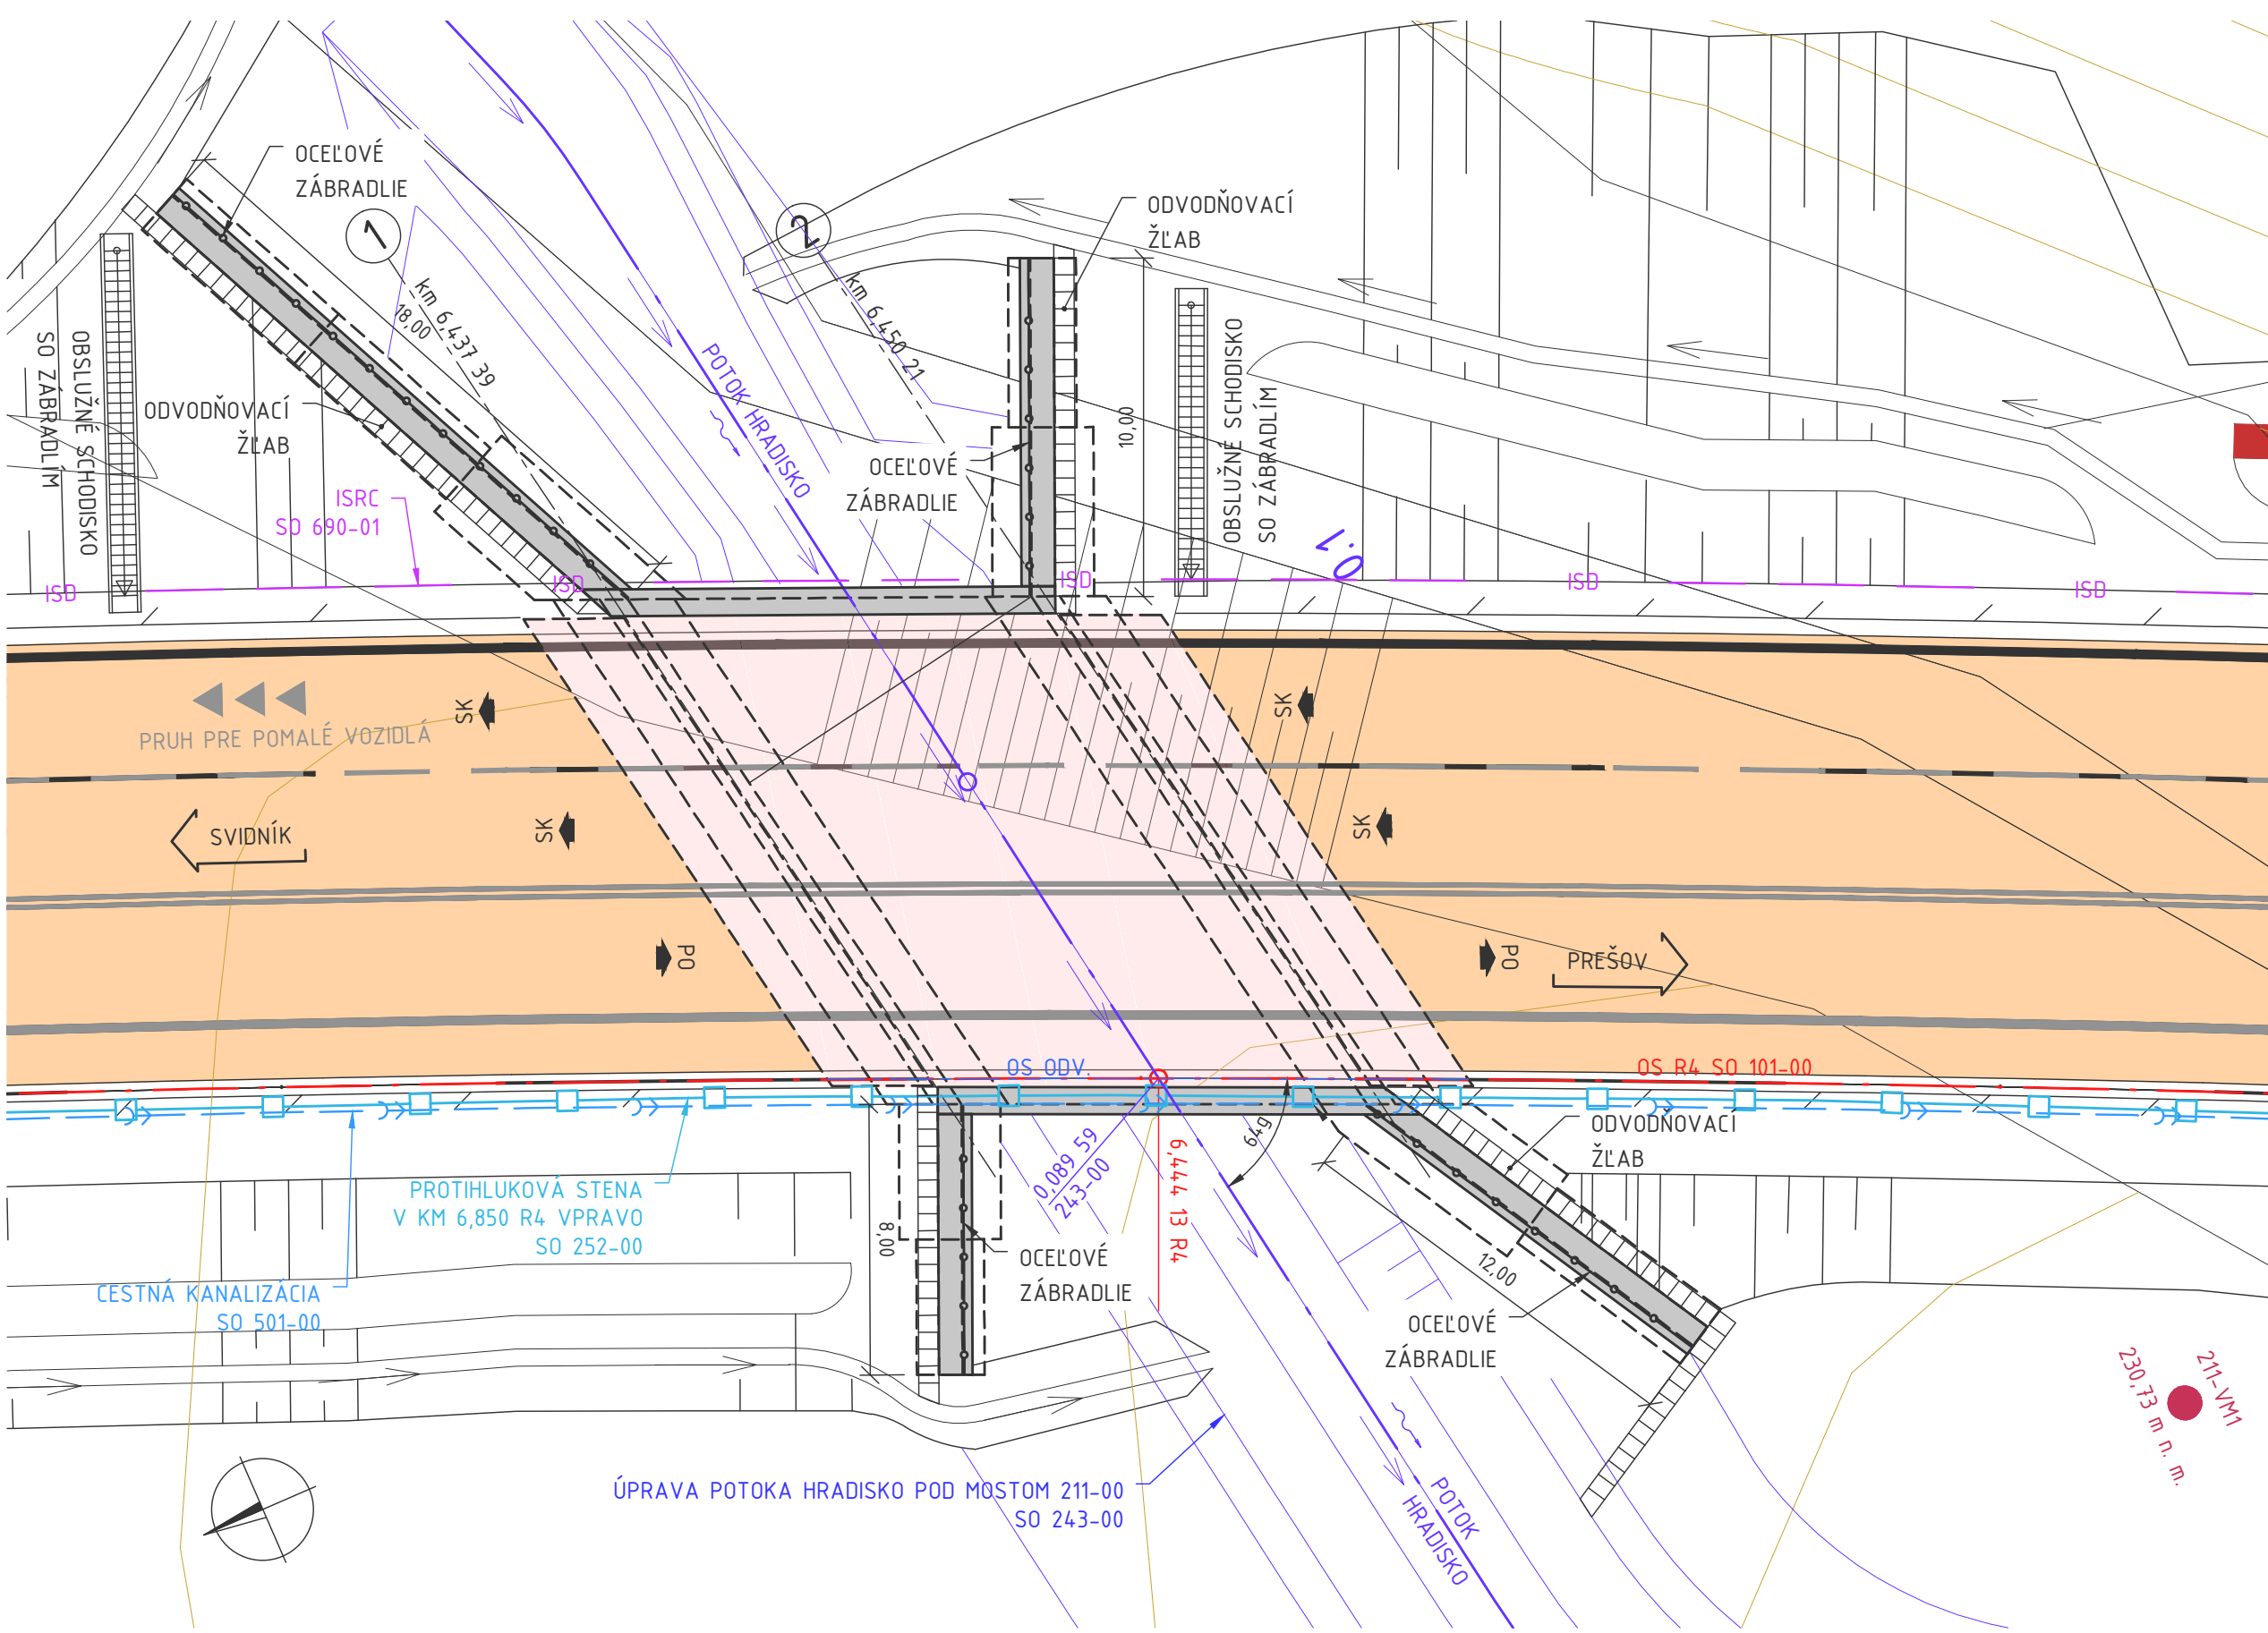 OCEĽOVÉ
ZÁBRADLIE
1
2
km 6,437 39
18,00
km 6,450 21
ODVODŇOVACÍ
ŽĽAB
POTOK HRADISKO
OBSLUŽNÉ SCHODISKO
SO ZÁBRADLÍM
ODVODŇOVACÍ
ŽĽAB
10,00
OBSLUŽNÉ SCHODISKO
SO ZÁBRADLÍM
OCEĽOVÉ
ZÁBRADLIE
ISRC
SO 690-01
0.1
ISD
ISD
ISD
ISD
ISD
SK
SK
PRUH PRE POMALÉ VOZIDLÁ
SVIDNÍK
SK
SK
PO
PO
PREŠOV
OS ODV.
OS R4 SO 101-00
ODVODŇOVACÍ
ŽĽAB
64g
0,089 59
243-00
6,444 13 R4
PROTIHLUKOVÁ STENA
V KM 6,850 R4 VPRAVO
SO 252-00
8,00
OCEĽOVÉ
ZÁBRADLIE
12,00
CESTNÁ KANALIZÁCIA
SO 501-00
OCEĽOVÉ
ZÁBRADLIE
211-VM1
230,73 m n. m.
ÚPRAVA POTOKA HRADISKO POD MOSTOM 211-00
SO 243-00
POTOK
HRADISKO